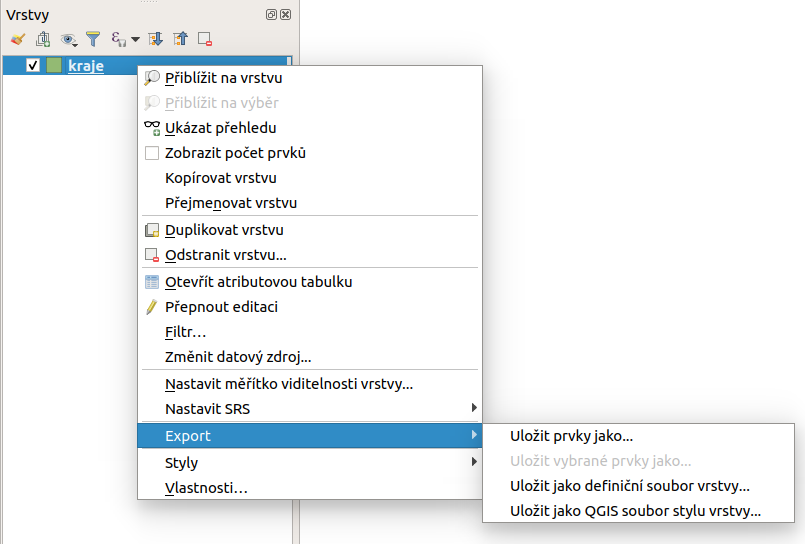 Vrstvy
kraje
Přiblížit na vrstvu
Přiblížit na výběr
Ukázat přehledu
Zobrazit počet prvků
Kopírovat vrstvu
Přejmenovat vrstvu
Duplikovat vrstvu
Odstranit vrstvu...
Otevřít atributovou tabulku
Přepnout editaci
Filtr...
Změnit datový zdroj...
Nastavit měřítko viditelnosti vrstvy...
Nastavit SRS
Export
Uložit prvky jako...
Uložit vybrané prvky jako...
Uložit jako definiční soubor vrstvy...
Uložit jako QGIS soubor stylu vrstvy...
Styly
Vlastnosti...